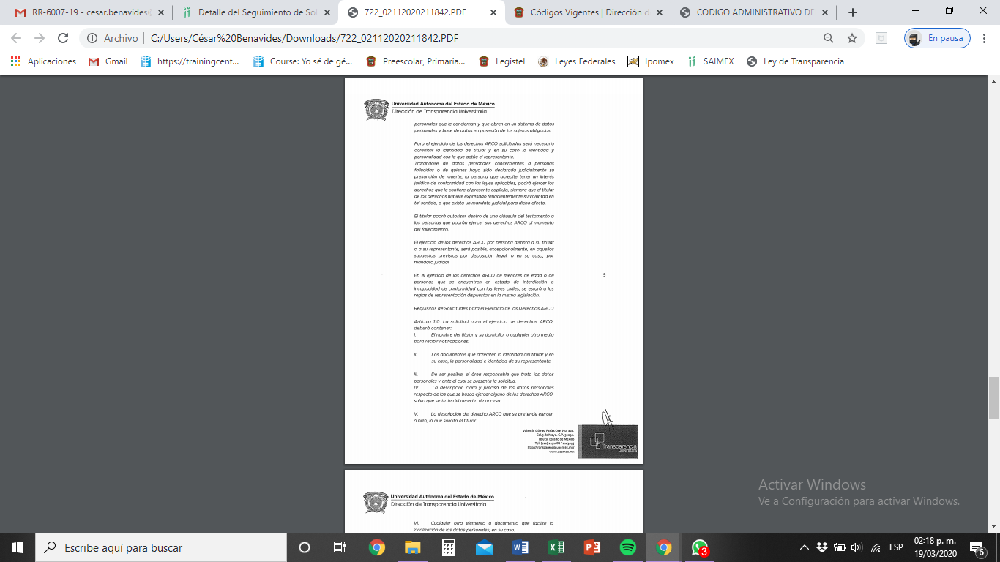 RR-6007-19 - cesar.benavides@
Detalle del Seguimiento de Sol
722_02112020211842.PDF
Códigos Vigentes | Dirección d
CODIGO ADMINISTRATIVO DE
Archivo
C:/Users/César%20Benavides/Downloads/722_02112020211842.PDF
En pausa
Aplicaciones
Gmail
https://trainingcent...
Course: Yo sé de gé...
Preescolar, Primaria...
Legistel
Leyes Federales
Ipomex
SAIMEX
Ley de Transparencia
Universidad Autónoma del Estado de México
Dirección de Transparencia Universitaria
personales que le conciernan y que obren en un sistema de datos
personales y base de datos en posesión de los sujetos obligados.
Para el ejercicio de los derechos ARCO solicitados será necesario
acreditar la identidad de titular y en su caso la identidad y
personalidad con la que actúe el representante.
Tratándose de datos personales concernientes a personas
fallecidas o de quienes haya sido declarada judicialmente su
presunción de muerte, la persona que acredite tener un interés
jurídico de conformidad con las leyes aplicables, podrá ejercer los
derechos que le confiere el presente capítulo, siempre que el titular
de los derechos hubiere expresado fehacientemente su voluntad en
tal sentido, o que exista un mandato judicial para dicho efecto.
El titular podrá autorizar dentro de una cláusula del testamento a
las personas que podrán ejercer sus derechos ARCO al momento
del fallecimiento.
El ejercicio de los derechos ARCO por persona distinta a su titular
o a su representante, será posible, excepcionalmente, en aquellos
supuestos previstos por disposición legal, o en su caso, por
mandato judicial.
En el ejercicio de los derechos ARCO de menores de edad o de
personas que se encuentren en estado de interdicción o
incapacidad de conformidad con las leyes civiles, se estará a las
reglas de representación dispuestas en la misma legislación.
9
Requisitos de Solicitudes para el Ejercicio de los Derechos ARCO
Artículo 110. La solicitud para el ejercicio de derechos ARCO,
deberá contener:
I. El nombre del titular y su domicilio, o cualquier otro medio
para recibir notificaciones.
II. Los documentos que acrediten la identidad del titular y en
su caso, la personalidad e identidad de su representante.
III. De ser posible, el área responsable que trata los datos
personales y ante el cual se presenta la solicitud.
IV La descripción clara y precisa de los datos personales
respecto de los que se busca ejercer alguno de los derechos ARCO,
salvo que se trate del derecho de acceso.
V. La descripción del derecho ARCO que se pretende ejercer,
o bien, lo que solicita el titular.
Valentín Gómez Farías Ote. No.
Col. 5 de Mayo. C.P.
Toluca, Estado de México
Tel.
http://transparencia.uaemex.mx/
www.uaemex.mx
Transparencia
Universitaria
Universidad Autónoma del Estado de México
Dirección de Transparencia Universitaria
VI. Cualquier otro elemento o documento que facilite la
localización de los datos personales, en su caso.
Activar Windows
Ve a Configuración para activar Windows.
Escribe aquí para buscar
3
ESP
02:18 p. m.
19/03/2020
6